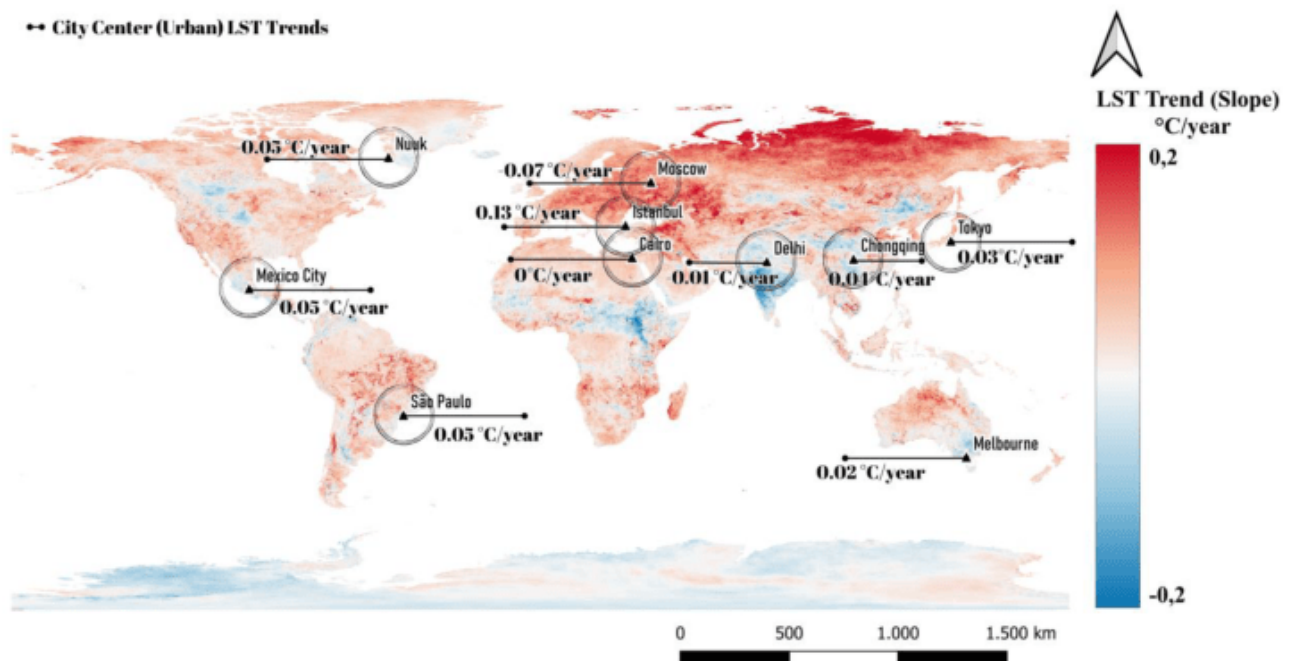 City Center (Urban) LST Trends
LST Trend (Slope)
°C/year
0,2
-0,2
0.05 °C/year
Nuuk
-0.07 °C/year
Moscow
0.13 °C/year
Istanbul
0°C/year
Cairo
0.01 °C/year
Delhi
0.04 °C/year
Chongqing
Tokyo
0.03°C/year
Mexico City
0.05 °C/year
São Paulo
0.05 °C/year
Melbourne
0.02 °C/year
0 500 1.000 1.500 km